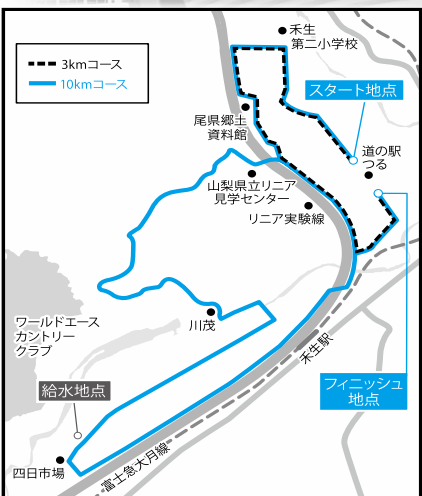 3kmコース
10kmコース
禾生
第二小学校
スタート地点
尾県郷土
資料館
道の駅
つる
山梨県立リニア
見学センター
リニア実験線
ワールドエース
カントリー
クラブ
川茂
禾生駅
給水地点
フィニッシュ
地点
四日市場
富士急大月線